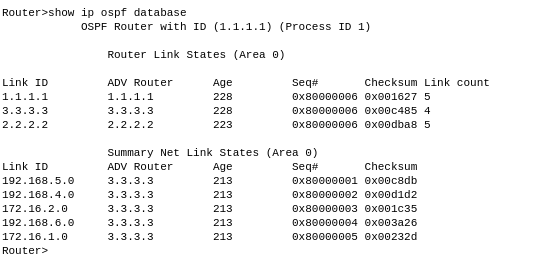 Router>show ip ospf database
OSPF Router with ID (1.1.1.1) (Process ID 1)
Router Link States (Area 0)
Link ID ADV Router Age Seq# Checksum Link count
1.1.1.1 1.1.1.1 228 0x80000006 0x001627 5
3.3.3.3 3.3.3.3 228 0x80000006 0x00c485 4
2.2.2.2 2.2.2.2 223 0x80000006 0x00dba8 5
Summary Net Link States (Area 0)
Link ID ADV Router Age Seq# Checksum
192.168.5.0 3.3.3.3 213 0x80000001 0x00c8db
192.168.4.0 3.3.3.3 213 0x80000002 0x00d1d2
172.16.2.0 3.3.3.3 213 0x80000003 0x001c35
192.168.6.0 3.3.3.3 213 0x80000004 0x003a26
172.16.1.0 3.3.3.3 213 0x80000005 0x00232d
Router>